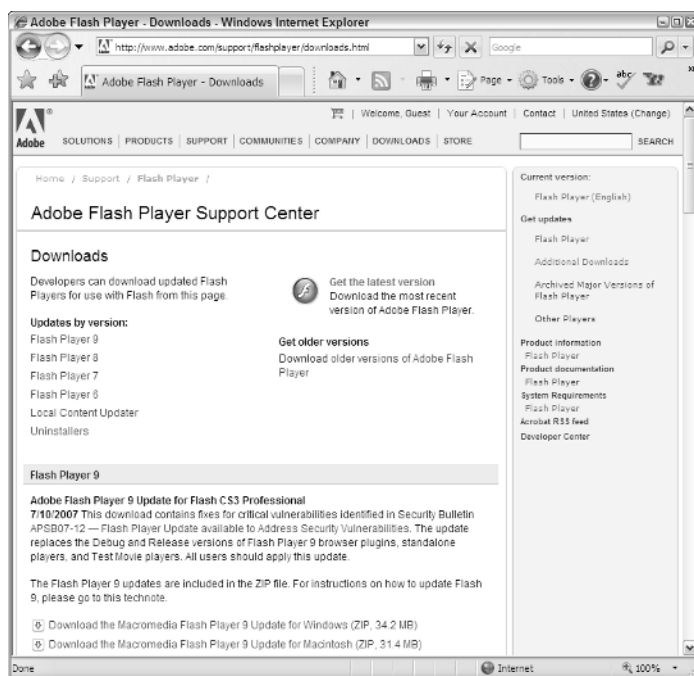 Adobe Flash Player - Downloads - Windows Internet Explorer
http://www.adobe.com/support/flashplayer/downloads.html
Google
Adobe Flash Player - Downloads
Page
Tools
abc
Adobe
Welcome, Guest | Your Account | Contact | United States (Change)
SOLUTIONS | PRODUCTS | SUPPORT | COMMUNITIES | COMPANY | DOWNLOADS | STORE
SEARCH
Home / Support / Flash Player /
Adobe Flash Player Support Center
Downloads
Developers can download updated Flash
Players for use with Flash from this page.
Updates by version:
Flash Player 9
Flash Player 8
Flash Player 7
Flash Player 6
Local Content Updater
Uninstallers
Get the latest version
Download the most recent
version of Adobe Flash Player.
Get older versions
Download older versions of Adobe Flash
Player
Flash Player 9
Adobe Flash Player 9 Update for Flash CS3 Professional
7/10/2007 This download contains fixes for critical vulnerabilities identified in Security Bulletin
APSB07-12 — Flash Player Update available to Address Security Vulnerabilities. The update
replaces the Debug and Release versions of Flash Player 9 browser plugins, standalone
players, and Test Movie players. All users should apply this update.
The Flash Player 9 updates are included in the ZIP file. For instructions on how to update Flash
9, please go to this technote.
Download the Macromedia Flash Player 9 Update for Windows (ZIP, 34.2 MB)
Download the Macromedia Flash Player 9 Update for Macintosh (ZIP, 31.4 MB)
Current version:
Flash Player (English)
Get updates
Flash Player
Additional Downloads
Archived Major Versions of
Flash Player
Other Players
Product information
Flash Player
Product documentation
Flash Player
System Requirements
Flash Player
Acrobat RSS feed
Developer Center
Done
Internet
100%